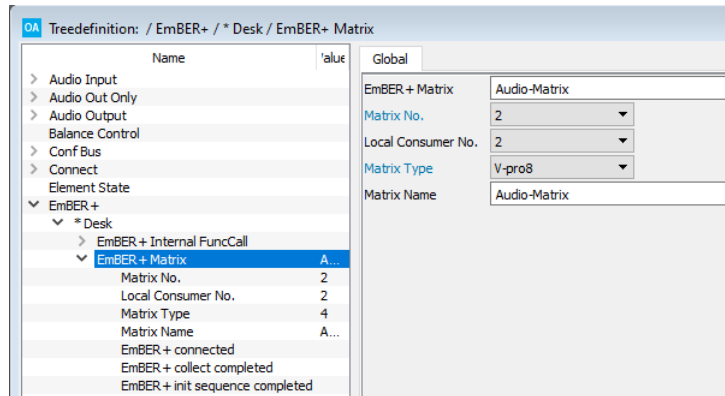 OA Treedefinition: / EmBER+ / * Desk / EmBER+ Matrix
Name 'alue
Audio Input
Audio Out Only
Audio Output
Balance Control
Conf Bus
Connect
Element State
EmBER+
* Desk
EmBER+ Internal FuncCall
EmBER+ Matrix A...
Matrix No. 2
Local Consumer No. 2
Matrix Type 4
Matrix Name A...
EmBER+ connected
EmBER+ collect completed
EmBER+ init sequence completed
Global
EmBER+ Matrix Audio-Matrix
Matrix No. 2
Local Consumer No. 2
Matrix Type V-pro8
Matrix Name Audio-Matrix